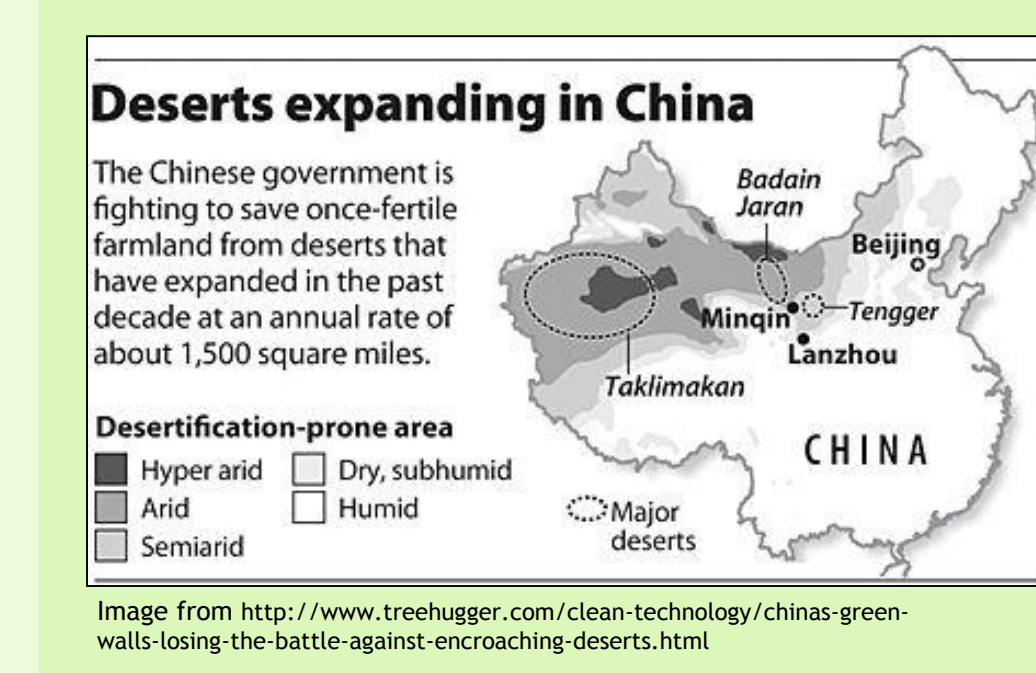 Deserts expanding in China
The Chinese government is
fighting to save once-fertile
farmland from deserts that
have expanded in the past
decade at an annual rate of
about 1,500 square miles.
Desertification-prone area
Hyper arid
Arid
Semiarid
Dry, subhumid
Humid
Major
deserts
Badain
Jaran
Beijing
Minqin
Tengger
Lanzhou
Taklimakan
CHINA
Image from http://www.treehugger.com/clean-technology/chinas-green-
walls-losing-the-battle-against-encroaching-deserts.html